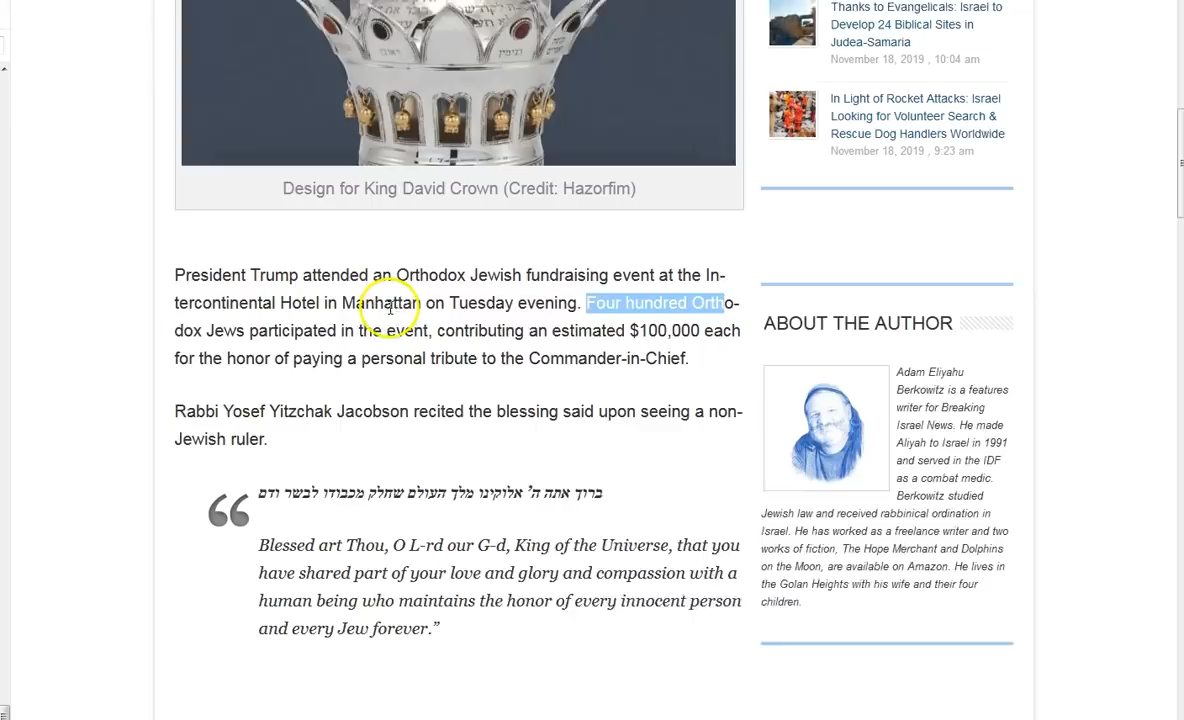 Design for King David Crown (Credit: Hazorfim)
President Trump attended an Orthodox Jewish fundraising event at the In-
tercontinental Hotel in Manhattan on Tuesday evening. Four hundred Ortho-
dox Jews participated in the event, contributing an estimated $100,000 each
for the honor of paying a personal tribute to the Commander-in-Chief.
Rabbi Yosef Yitzchak Jacobson recited the blessing said upon seeing a non-
Jewish ruler.
ברוך אתה ה’ אלוקינו מלך העולם שחלק מכבודו לבשר ודם
Blessed art Thou, O L-rd our G-d, King of the Universe, that you
have shared part of your love and glory and compassion with a
human being who maintains the honor of every innocent person
and every Jew forever.”
Thanks to Evangelicals: Israel to
Develop 24 Biblical Sites in
Judea-Samaria
November 18, 2019 , 10:04 am
In Light of Rocket Attacks: Israel
Looking for Volunteer Search &
Rescue Dog Handlers Worldwide
November 18, 2019 , 9:23 am
ABOUT THE AUTHOR
Adam Eliyahu
Berkowitz is a features
writer for Breaking
Israel News. He made
Aliyah to Israel in 1991
and served in the IDF
as a combat medic.
Berkowitz studied
Jewish law and received rabbinical ordination in
Israel. He has worked as a freelance writer and two
works of fiction, The Hope Merchant and Dolphins
on the Moon, are available on Amazon. He lives in
the Golan Heights with his wife and their four
children.